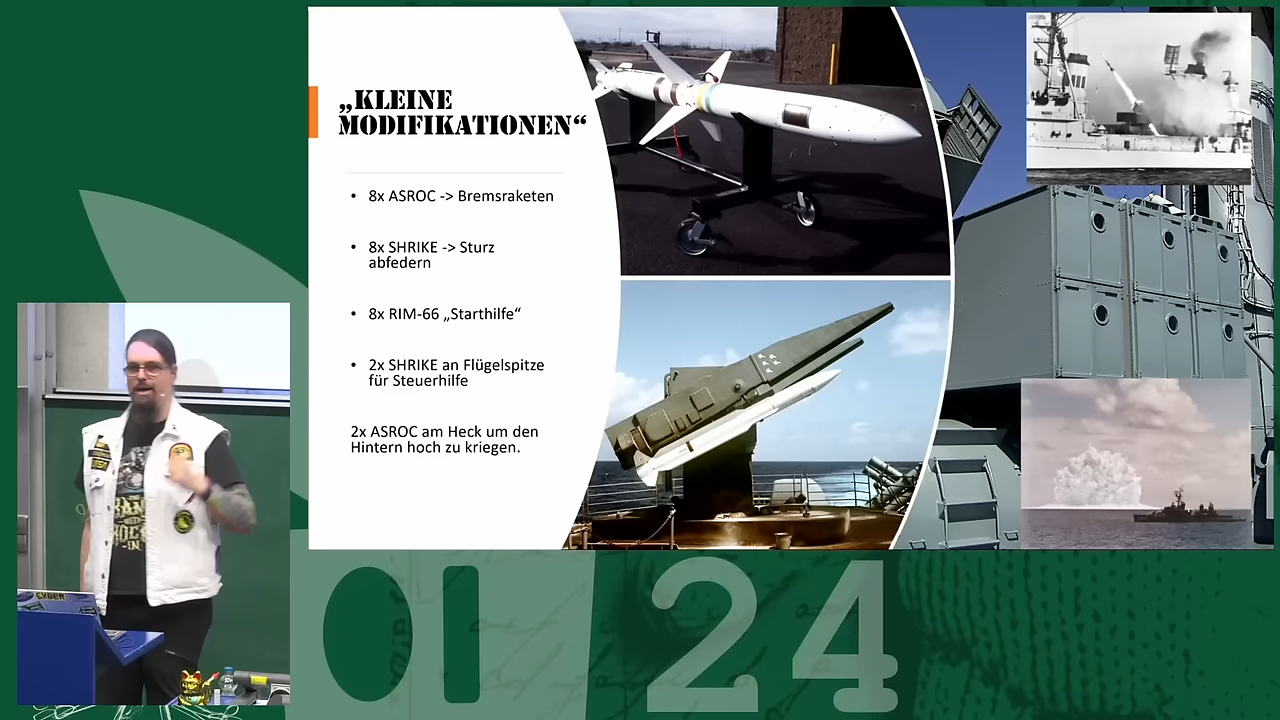 „KLEINE
MODIFIKATIONEN“
• 8x ASROC -> Bremsraketen
• 8x SHRIKE -> Sturz
abfedern
• 8x RIM-66 „Starthilfe“
• 2x SHRIKE an Flügelspitze
für Steuerhilfe
2x ASROC am Heck um den
Hintern hoch zu kriegen.
CYBER
24